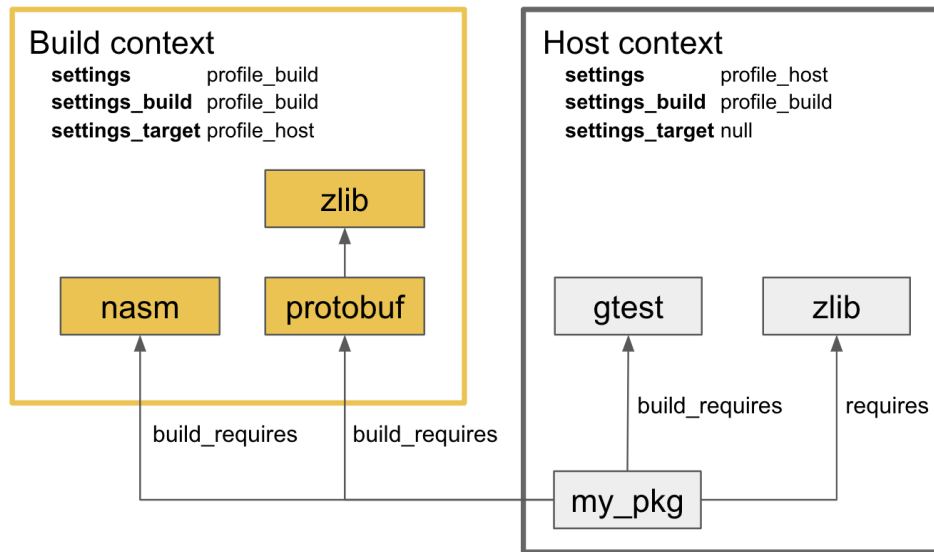 Build context
settings profile_build
settings_build profile_build
settings_target profile_host
zlib
nasm
protobuf
build_requires
build_requires
Host context
settings profile_host
settings_build profile_build
settings_target null
gtest
zlib
build_requires
requires
my_pkg